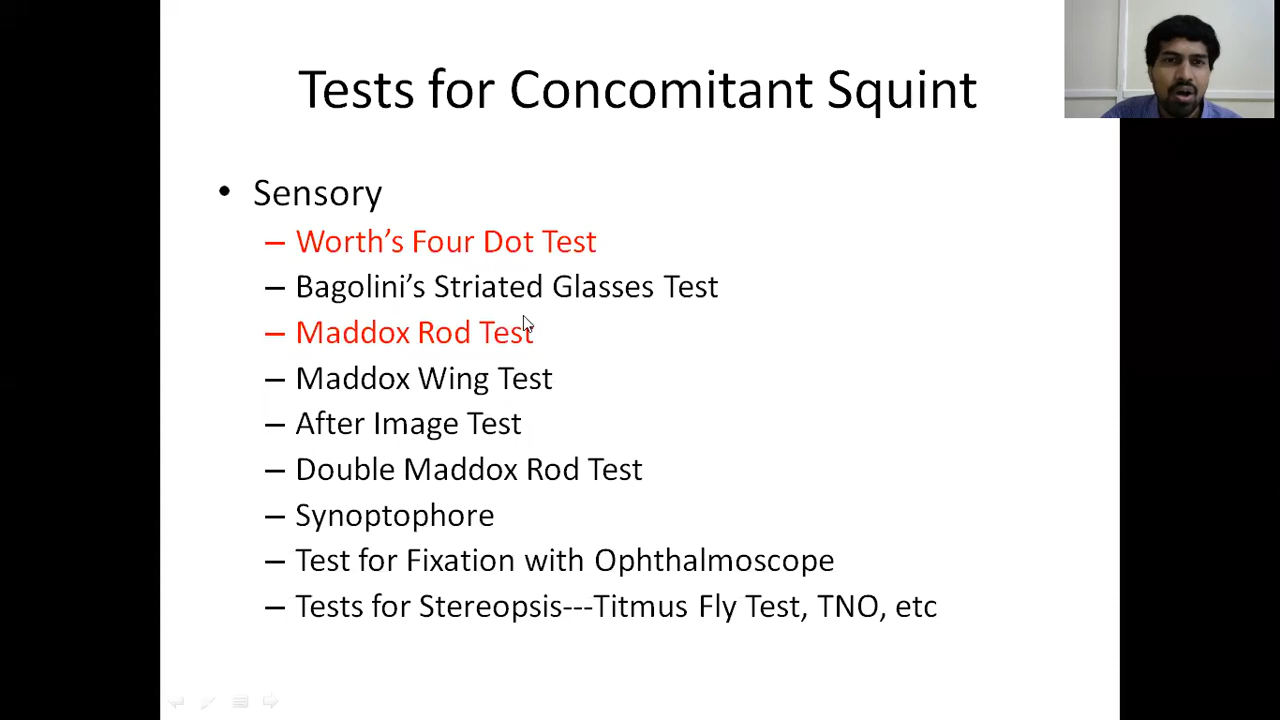 Tests for Concomitant Squint
• Sensory
– Worth’s Four Dot Test
– Bagolini’s Striated Glasses Test
– Maddox Rod Test
– Maddox Wing Test
– After Image Test
– Double Maddox Rod Test
– Synoptophore
– Test for Fixation with Ophthalmoscope
– Tests for Stereopsis---Titmus Fly Test, TNO, etc